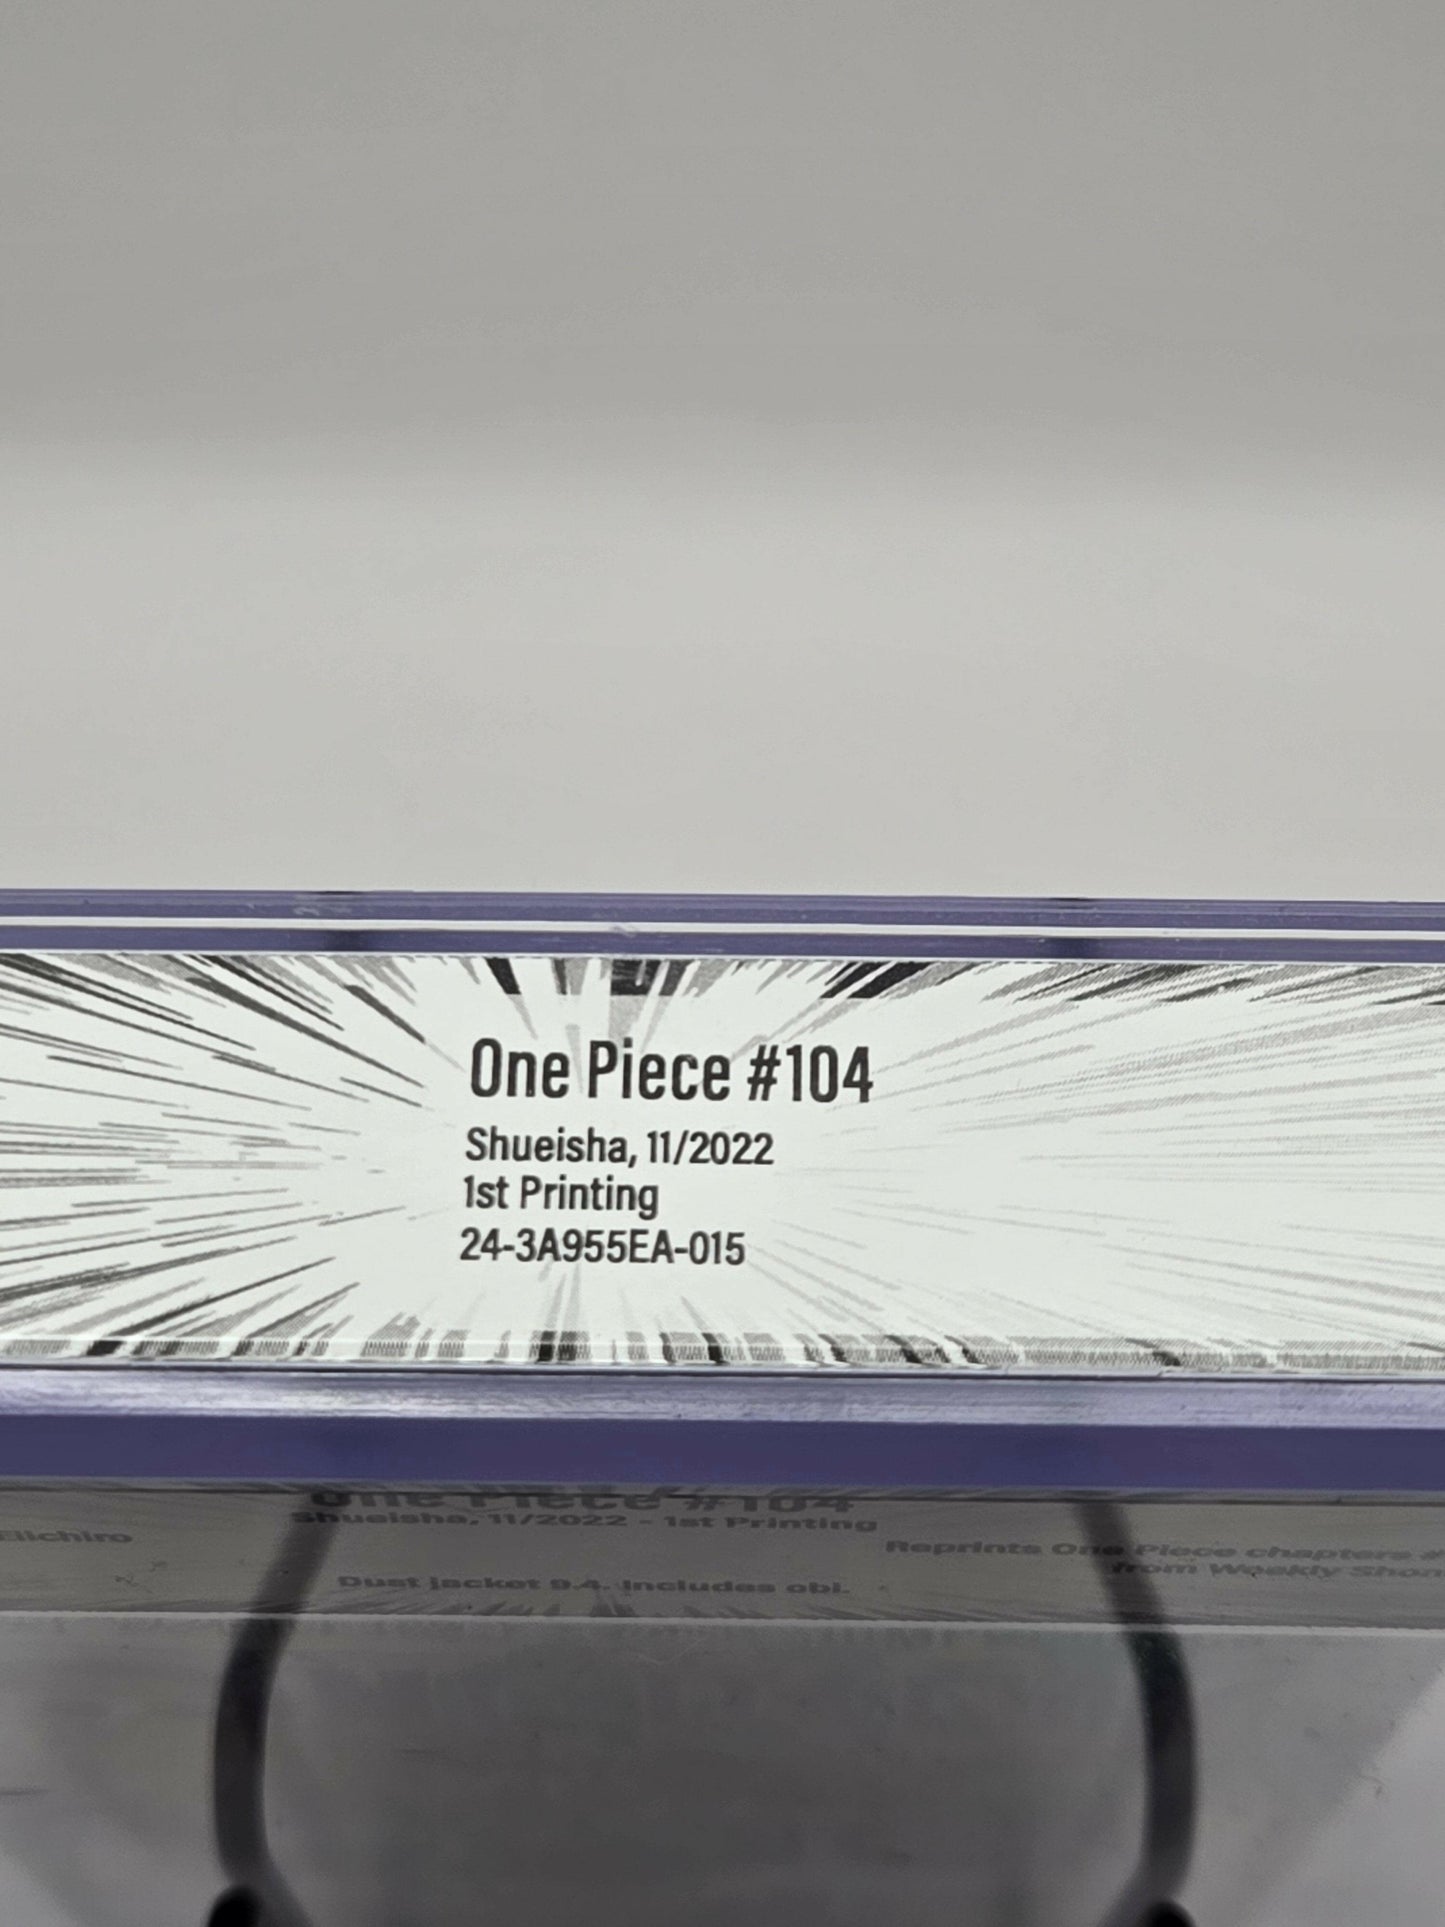 One Piece #104
Shueisha, 11/2022
1st Printing
24-3A955EA-015
One Piece #104
Shueisha, 11/2022 - 1st Printing
Eiichiro
Reprints One Piece chapters
from Weekly Shon
Dust jacket 9.4. Includes obi.